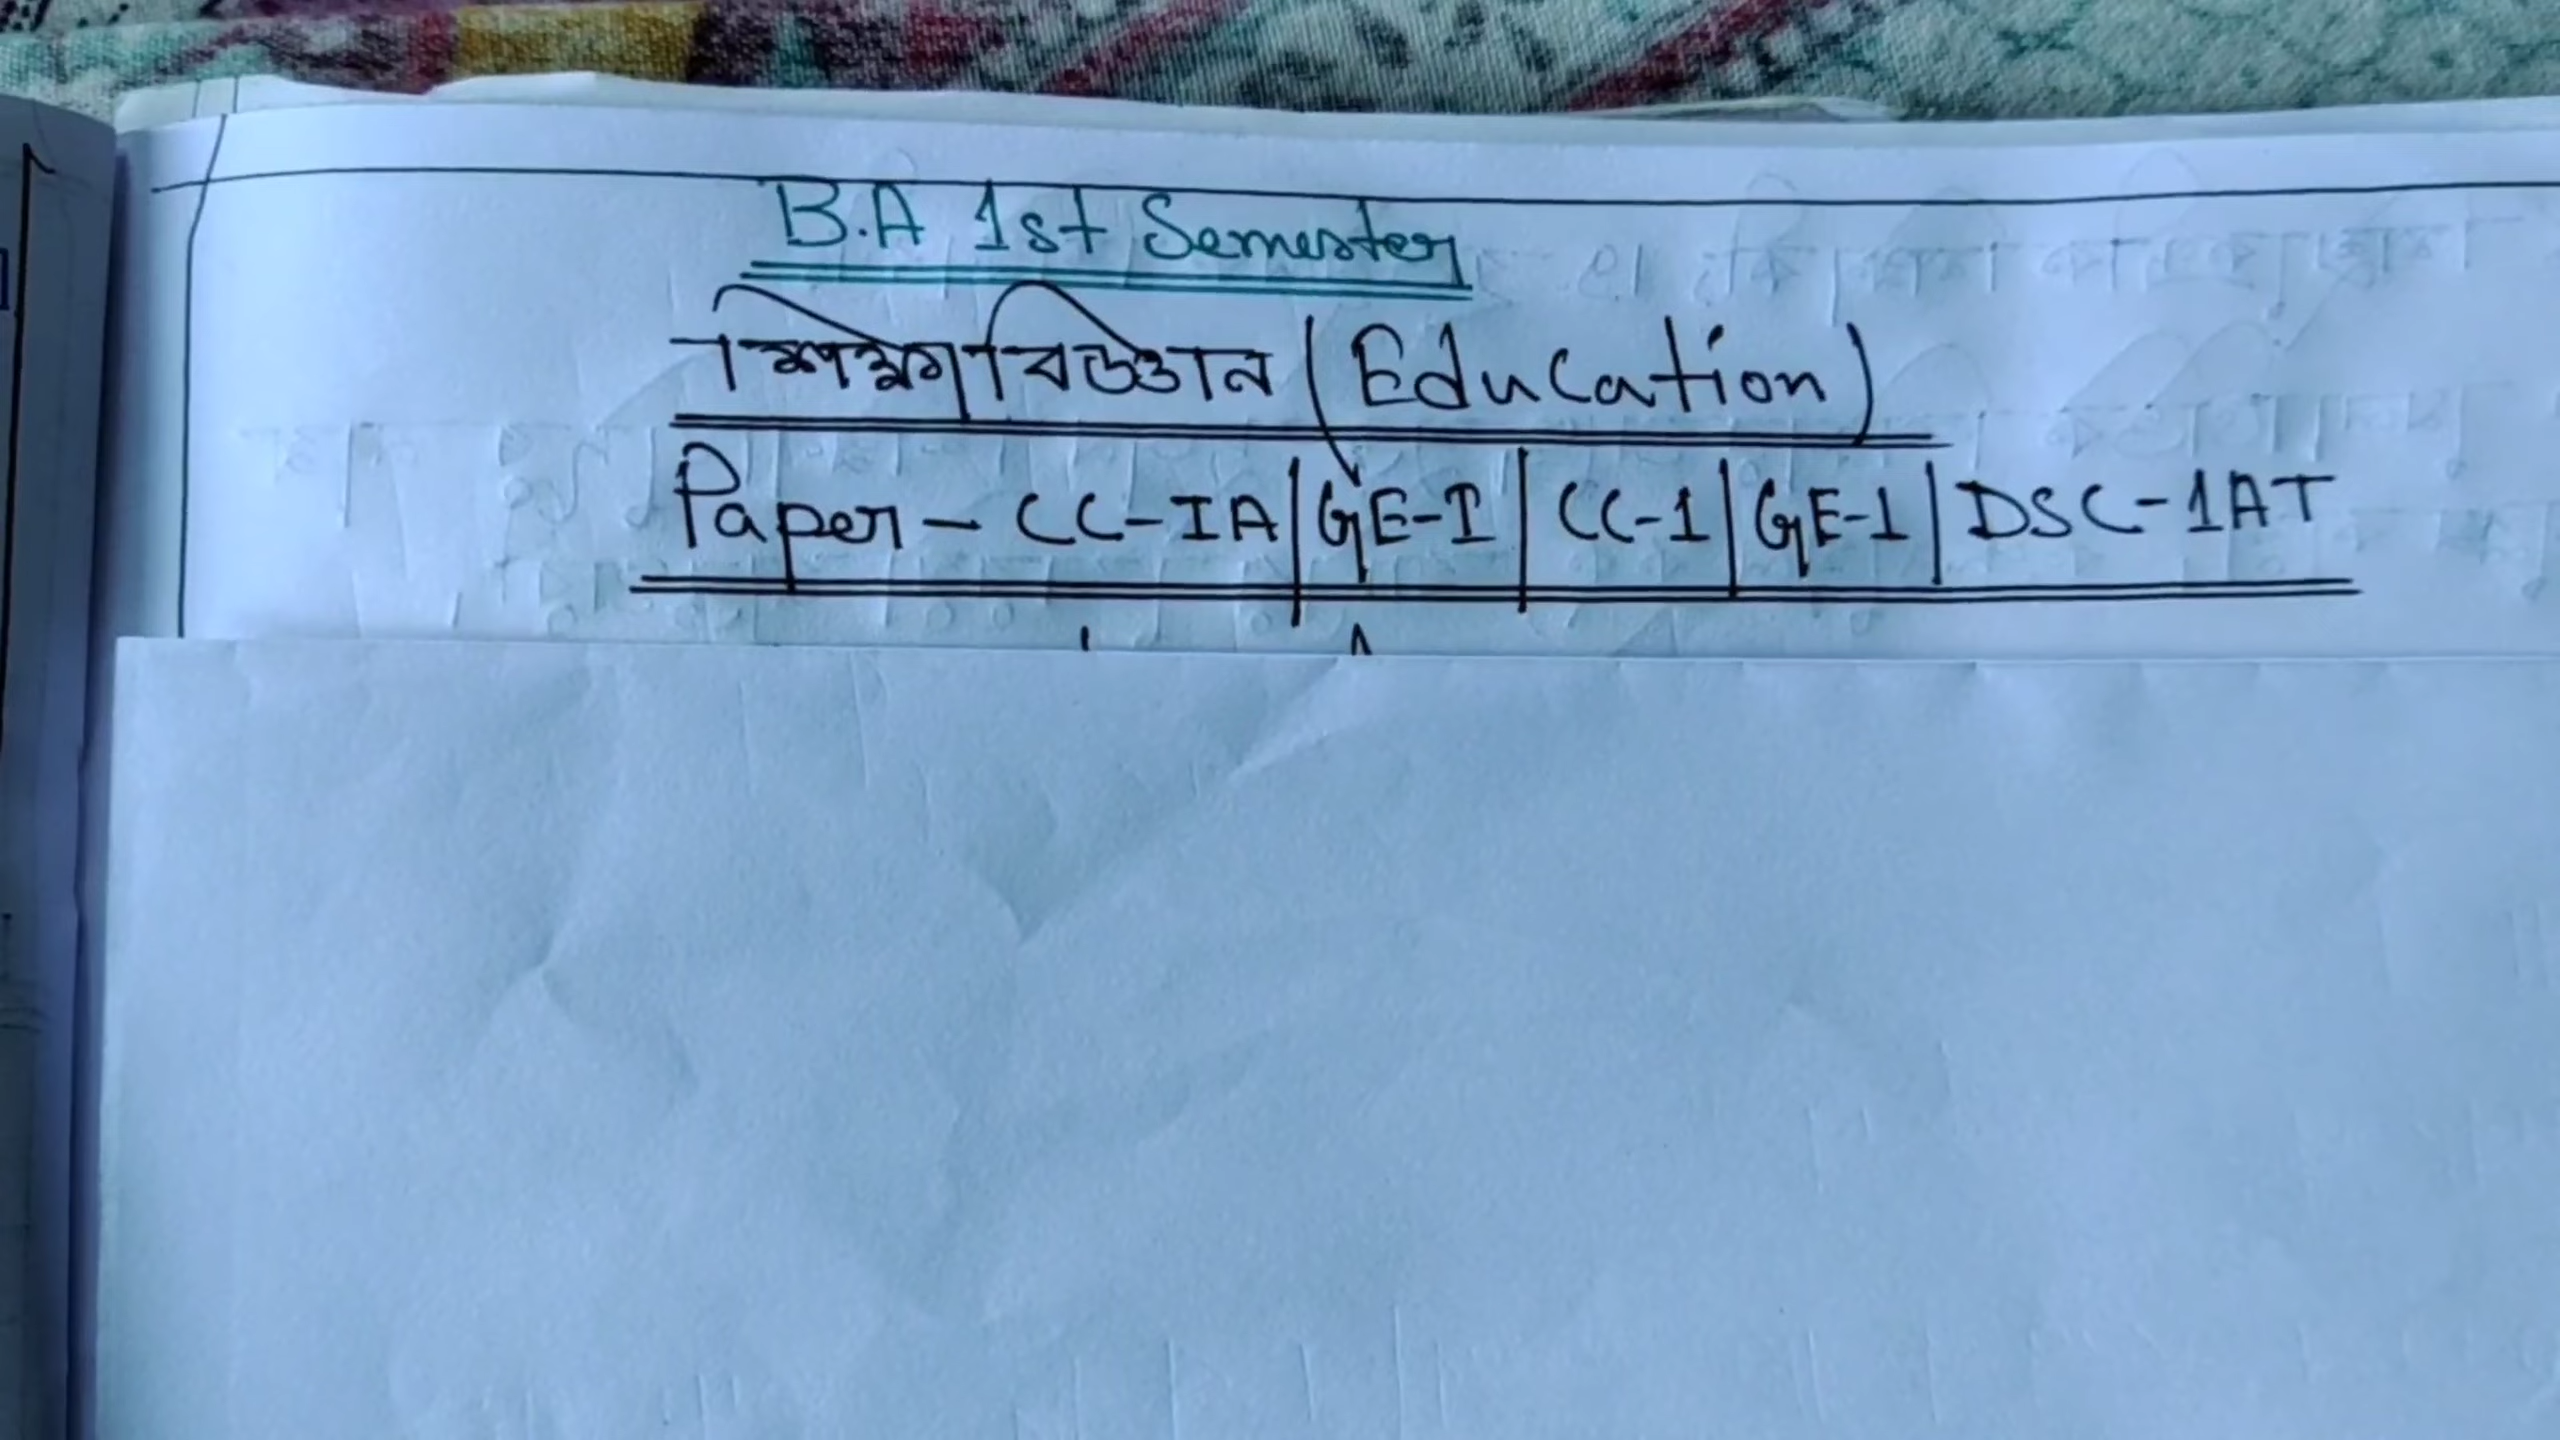 B.A 1st Semester
শিক্ষাবিজ্ঞান (Education)
Paper - CC-IA | GE-I | CC-1 | GE-1 | DSC-1AT